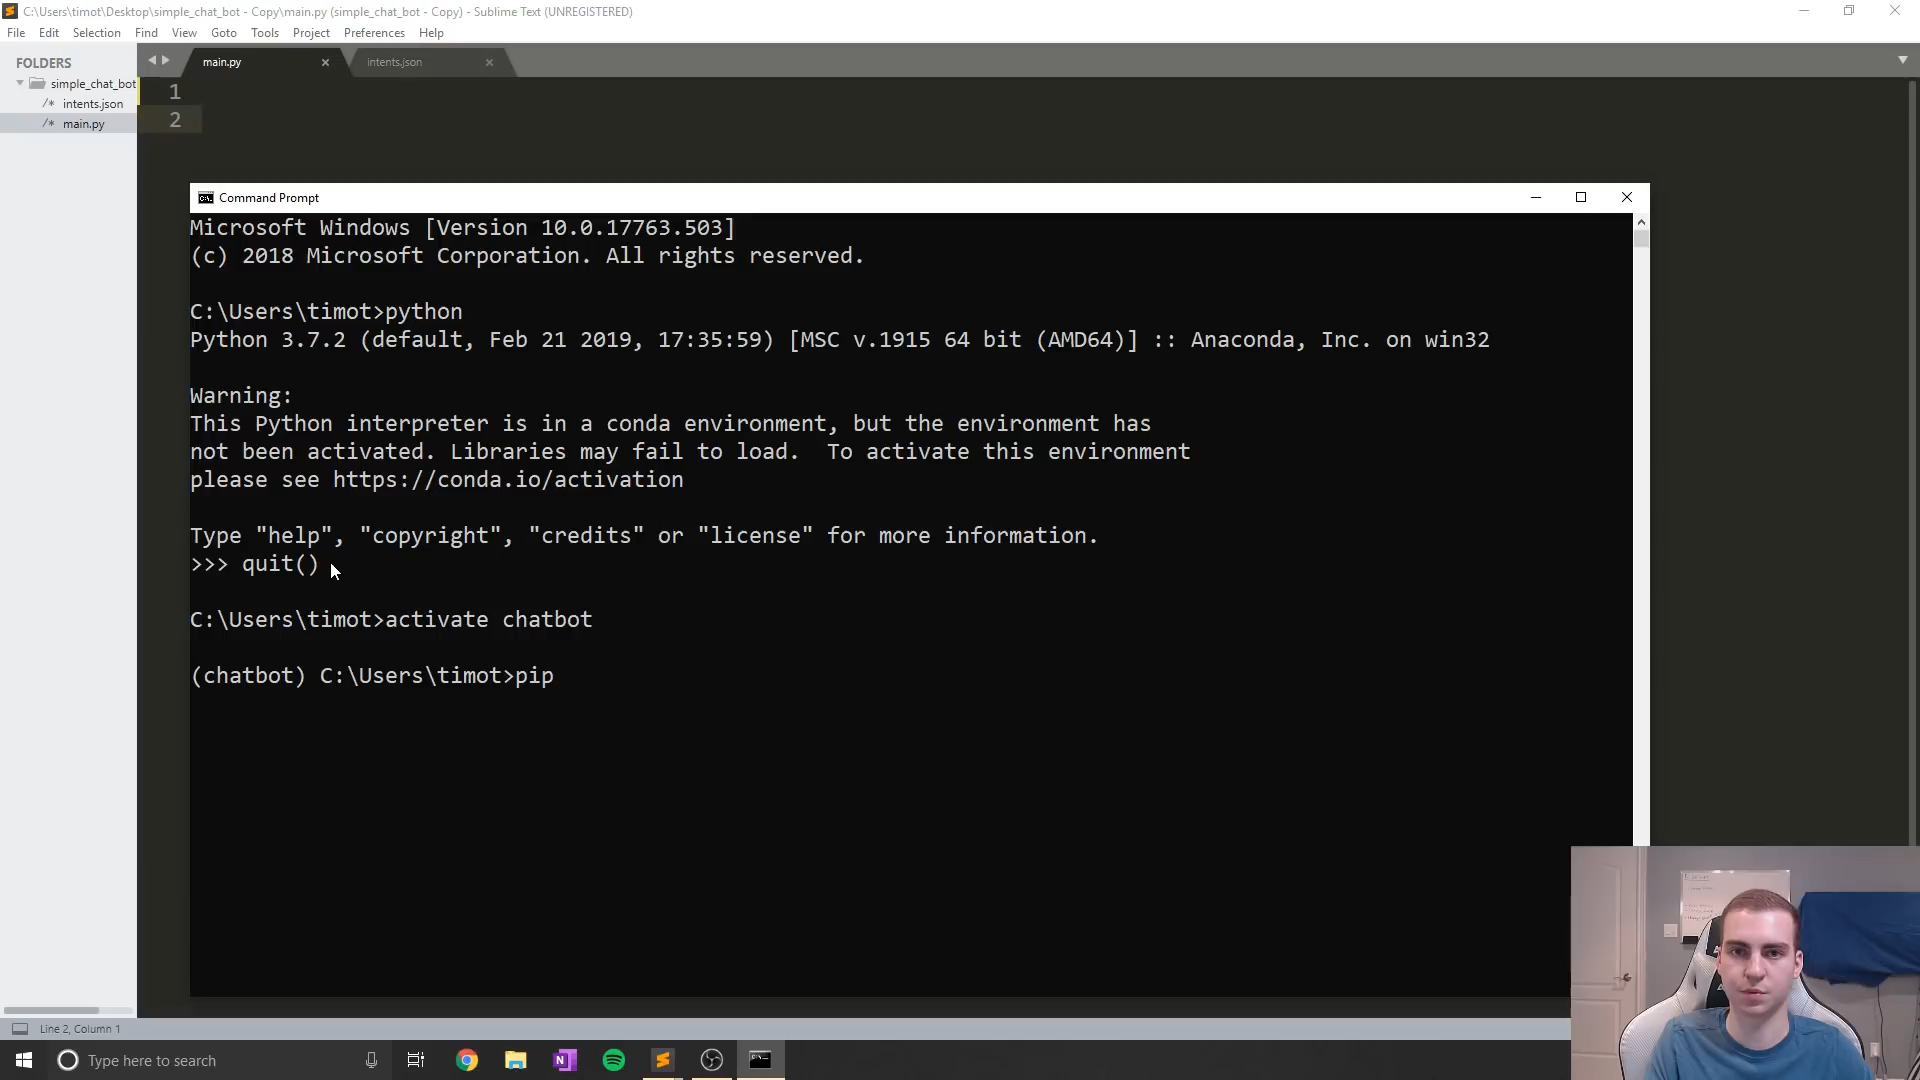 C:\Users\timot\Desktop\simple_chat_bot - Copy\main.py (simple_chat_bot - Copy) - Sublime Text (UNREGISTERED)
File Edit Selection Find View Goto Tools Project Preferences Help
FOLDERS
simple_chat_bot
/* intents.json
/* main.py
main.py
intents.json
1
2
Command Prompt
Microsoft Windows [Version 10.0.17763.503]
(c) 2018 Microsoft Corporation. All rights reserved.
C:\Users\timot>python
Python 3.7.2 (default, Feb 21 2019, 17:35:59) [MSC v.1915 64 bit (AMD64)] :: Anaconda, Inc. on win32
Warning:
This Python interpreter is in a conda environment, but the environment has
not been activated. Libraries may fail to load.  To activate this environment
please see https://conda.io/activation
Type "help", "copyright", "credits" or "license" for more information.
>>> quit()
C:\Users\timot>activate chatbot
(chatbot) C:\Users\timot>pip
Line 2, Column 1
Type here to search